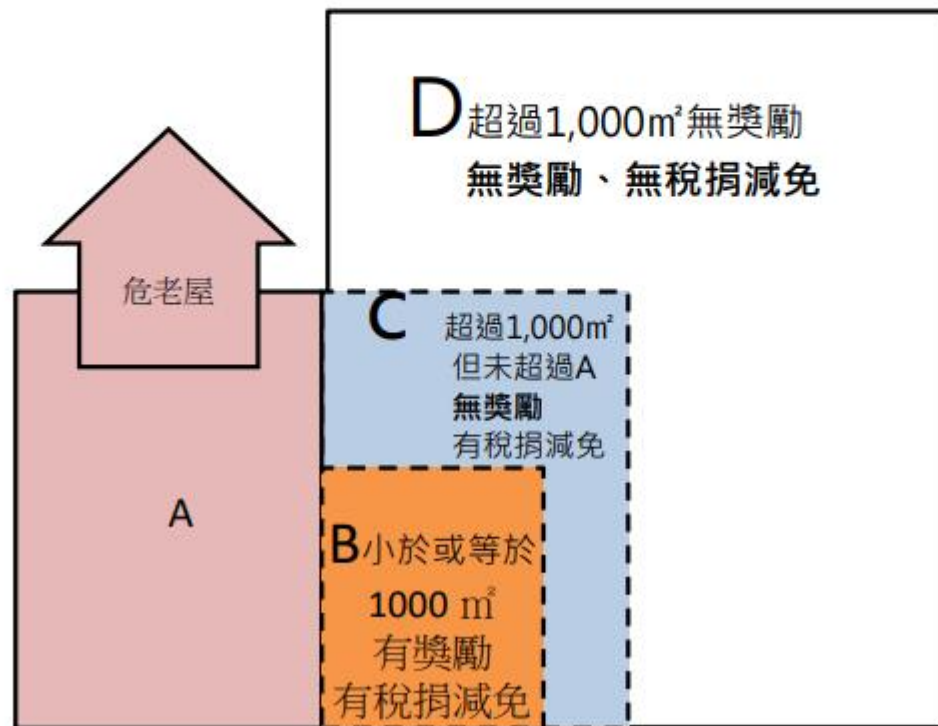 D超過1,000㎡無獎勵
無獎勵、無稅捐減免
危老屋
C 超過1,000㎡
但未超過A
無獎勵
有稅捐減免
A
B小於或等於
1000 ㎡
有獎勵
有稅捐減免